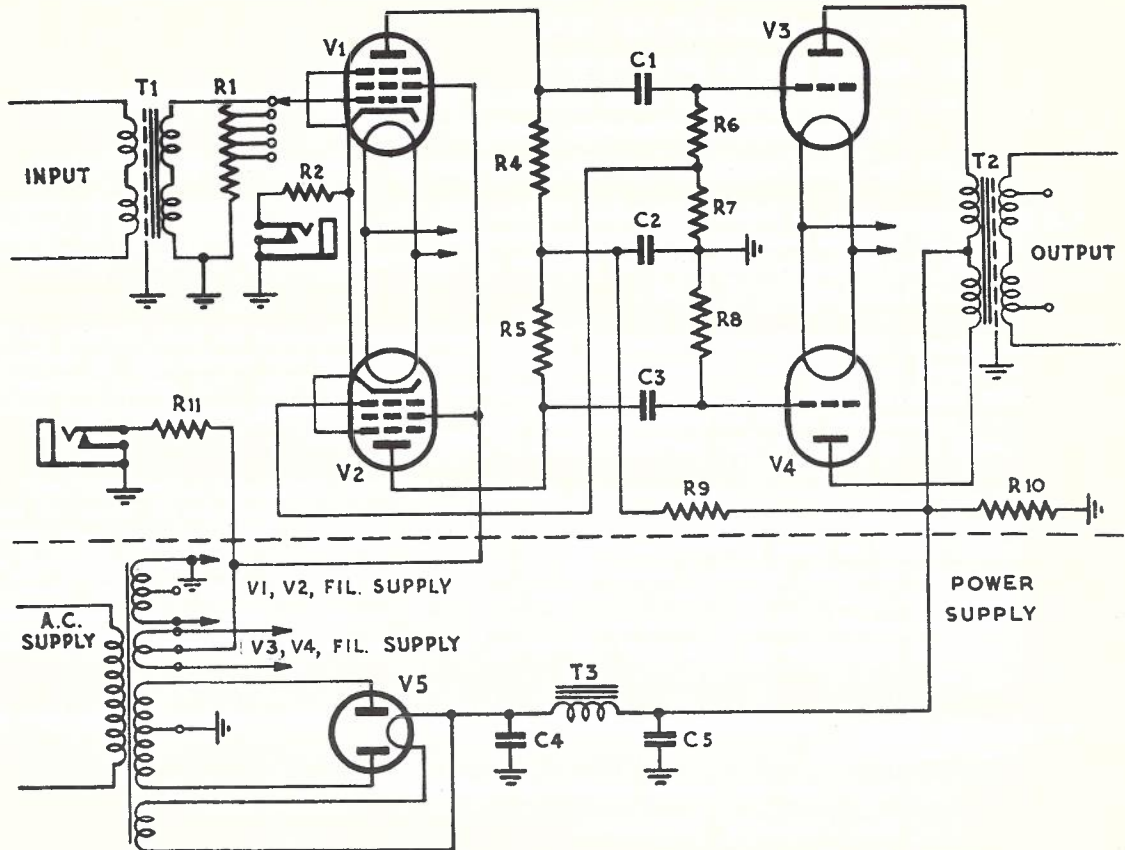 V1
V3
C1
T1
R1
R6
R4
T2
INPUT
R2
R7
C2
OUTPUT
R5
R8
C3
R11
V2
V4
R9
R10
V1, V2, FIL. SUPPLY
POWER
SUPPLY
A.C.
SUPPLY
V3, V4, FIL. SUPPLY
V5
T3
C4
C5